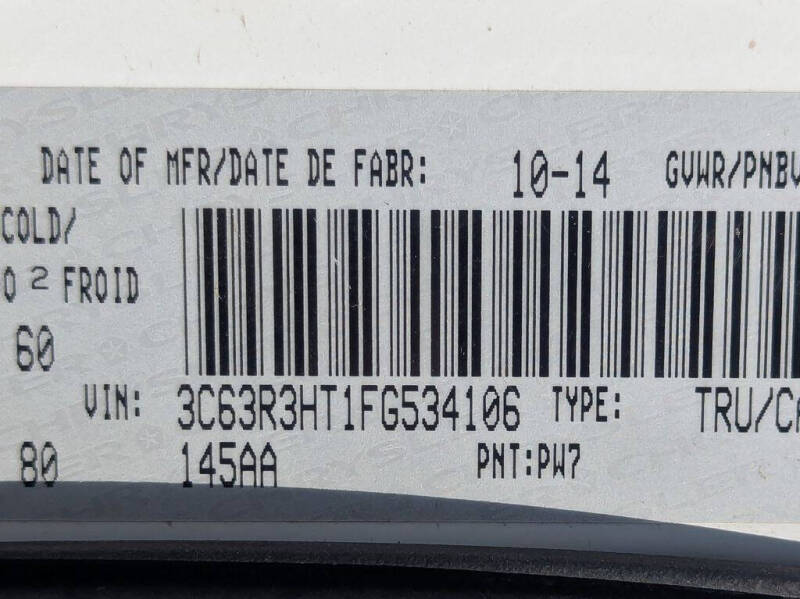 DATE OF MFR/DATE DE FABR: 10-14 GVWR/PNBV
COLD/
O 2 FROID
60
VIN: 3C63R3HT1FG534106 TYPE: TRU/CA
80 145AA PNT:PW7